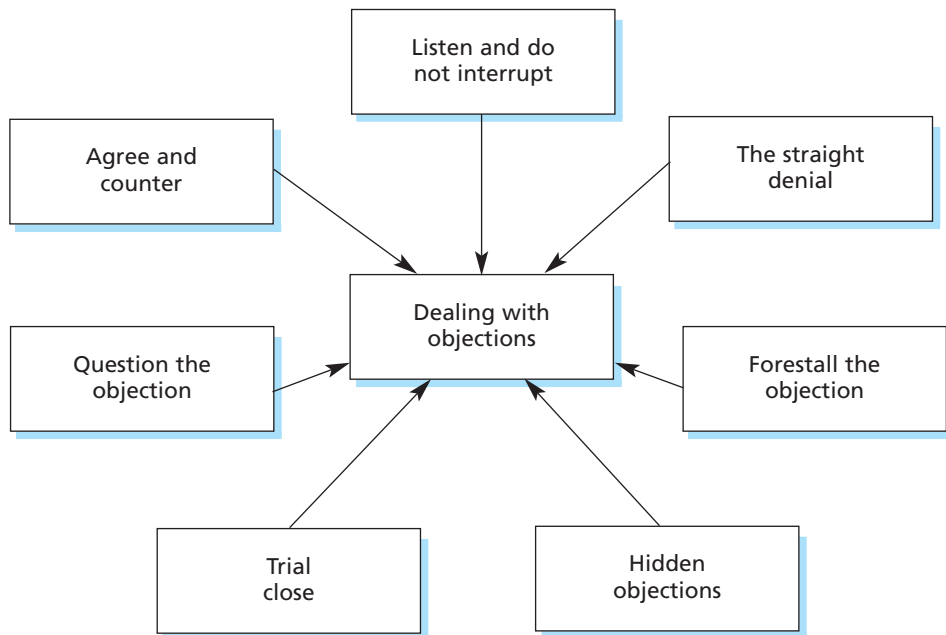 Listen and do
not interrupt
Agree and
counter
The straight
denial
Dealing with
objections
Question the
objection
Forestall the
objection
Trial
close
Hidden
objections